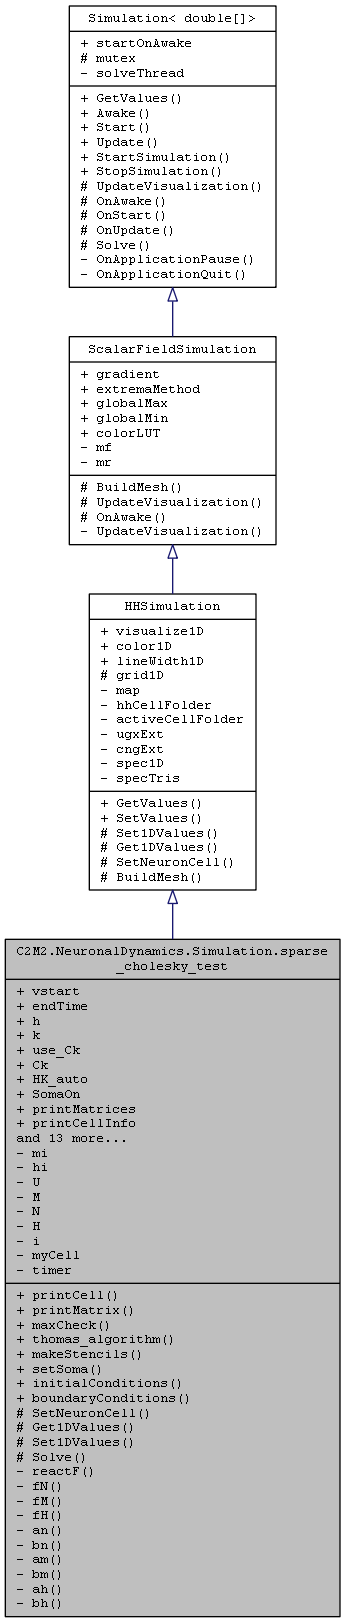 Simulation< double[]>
+ startOnAwake
# mutex
- solveThread
+ GetValues()
+ Awake()
+ Start()
+ Update()
+ StartSimulation()
+ StopSimulation()
# UpdateVisualization()
# OnAwake()
# OnStart()
# OnUpdate()
# Solve()
- OnApplicationPause()
- OnApplicationQuit()
ScalarFieldSimulation
+ gradient
+ extremaMethod
+ globalMax
+ globalMin
+ colorLUT
- mf
- mr
# BuildMesh()
# UpdateVisualization()
# OnAwake()
- UpdateVisualization()
HHSimulation
+ visualize1D
+ color1D
+ lineWidth1D
# grid1D
- map
- hhCellFolder
- activeCellFolder
- ugxExt
- cngExt
- spec1D
- specTris
+ GetValues()
+ SetValues()
# Set1DValues()
# Get1DValues()
# SetNeuronCell()
# BuildMesh()
C2M2.NeuronalDynamics.Simulation.sparse
_cholesky_test
+ vstart
+ endTime
+ h
+ k
+ use_Ck
+ Ck
+ HK_auto
+ SomaOn
+ printMatrices
+ printCellInfo
and 13 more...
- mi
- hi
- U
- M
- N
- H
- i
- myCell
- timer
+ printCell()
+ printMatrix()
+ maxCheck()
+ thomas_algorithm()
+ makeStencils()
+ setSoma()
+ initialConditions()
+ boundaryConditions()
# SetNeuronCell()
# Get1DValues()
# Set1DValues()
# Solve()
- reactF()
- fN()
- fM()
- fH()
- an()
- bn()
- am()
- bm()
- ah()
- bh()